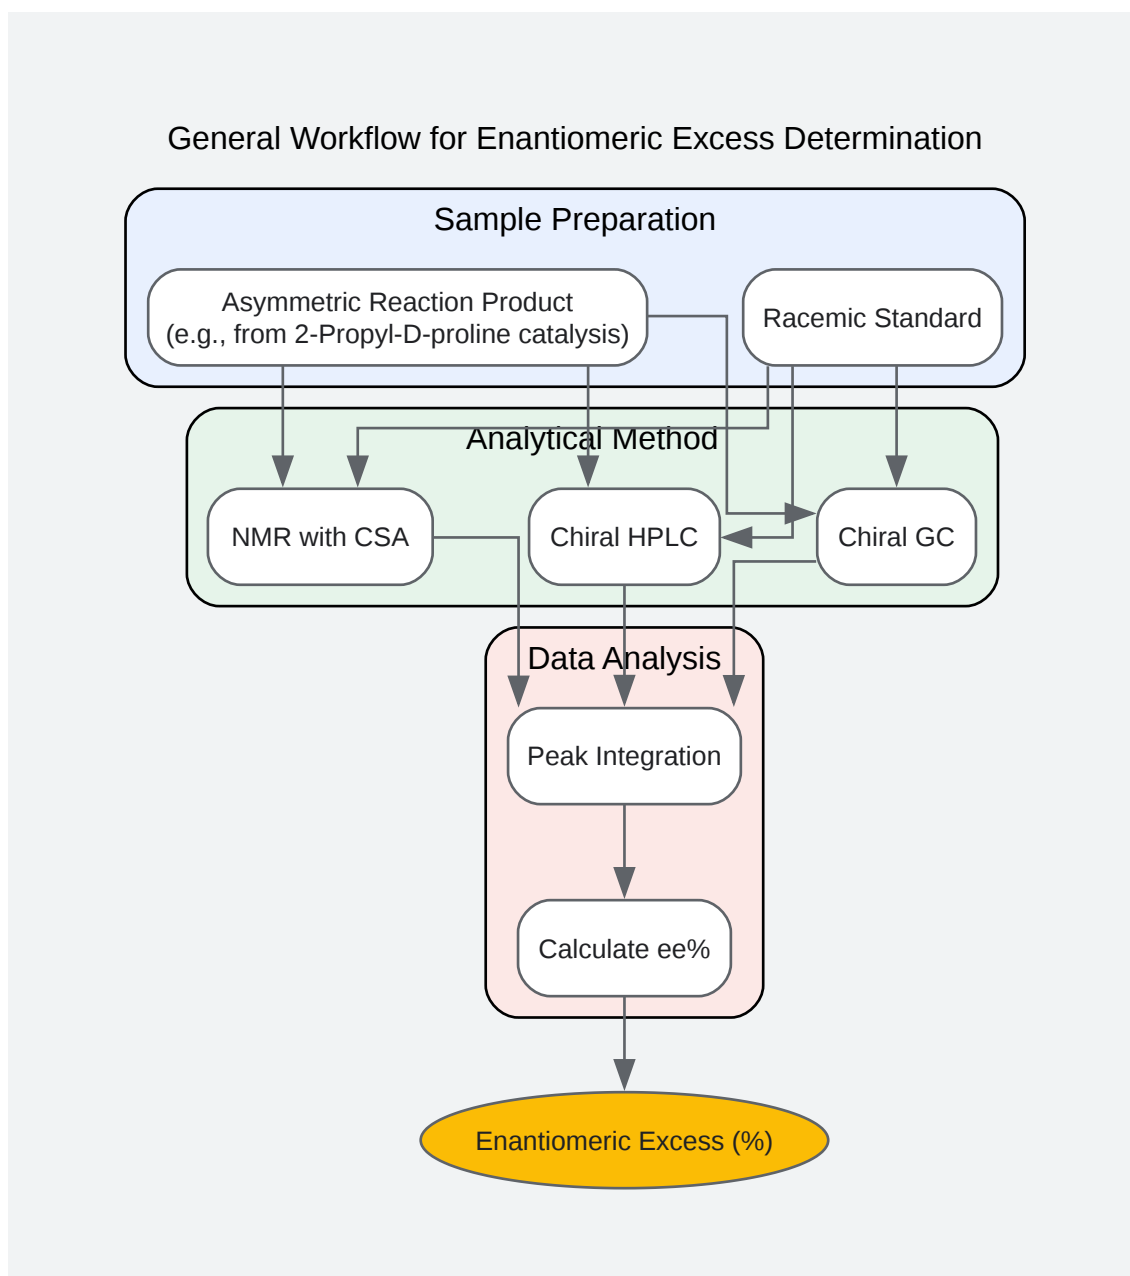 General Workflow for Enantiomeric Excess Determination
Sample Preparation
Asymmetric Reaction Product
(e.g., from 2-Propyl-D-proline catalysis)
Racemic Standard
Analytical Method
NMR with CSA
Chiral HPLC
Chiral GC
Data Analysis
Peak Integration
Calculate ee%
Enantiomeric Excess (%)